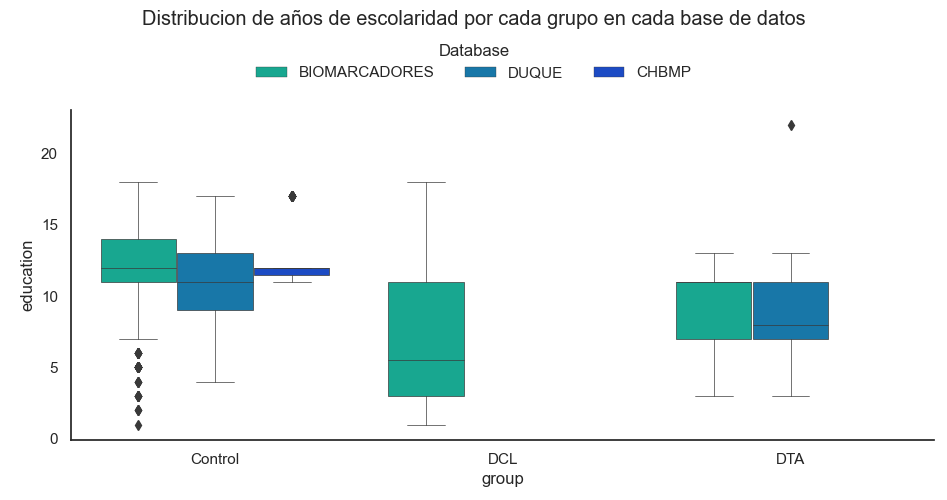 Distribucion de años de escolaridad por cada grupo en cada base de datos
Database
BIOMARCADORES DUQUE CHBMP
20
15
10
5
0
education
Control DCL DTA
group